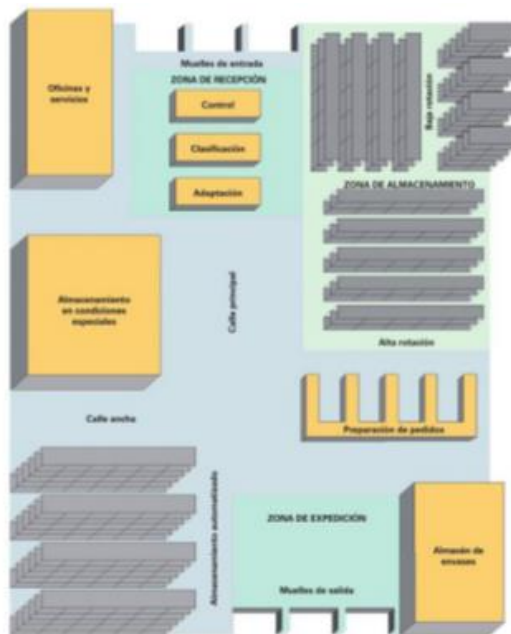 Oficinas y
servicios
Muelles de entrada
ZONA DE RECEPCIÓN
Control
Clasificación
Adaptación
Baja rotación
ZONA DE ALMACENAMIENTO
Alta rotación
Calle principal
Almacenamiento
en condiciones
especiales
Calle ancha
Preparación de pedidos
Almacenamiento automatizado
ZONA DE EXPEDICIÓN
Muelles de salida
Almacén de
envases